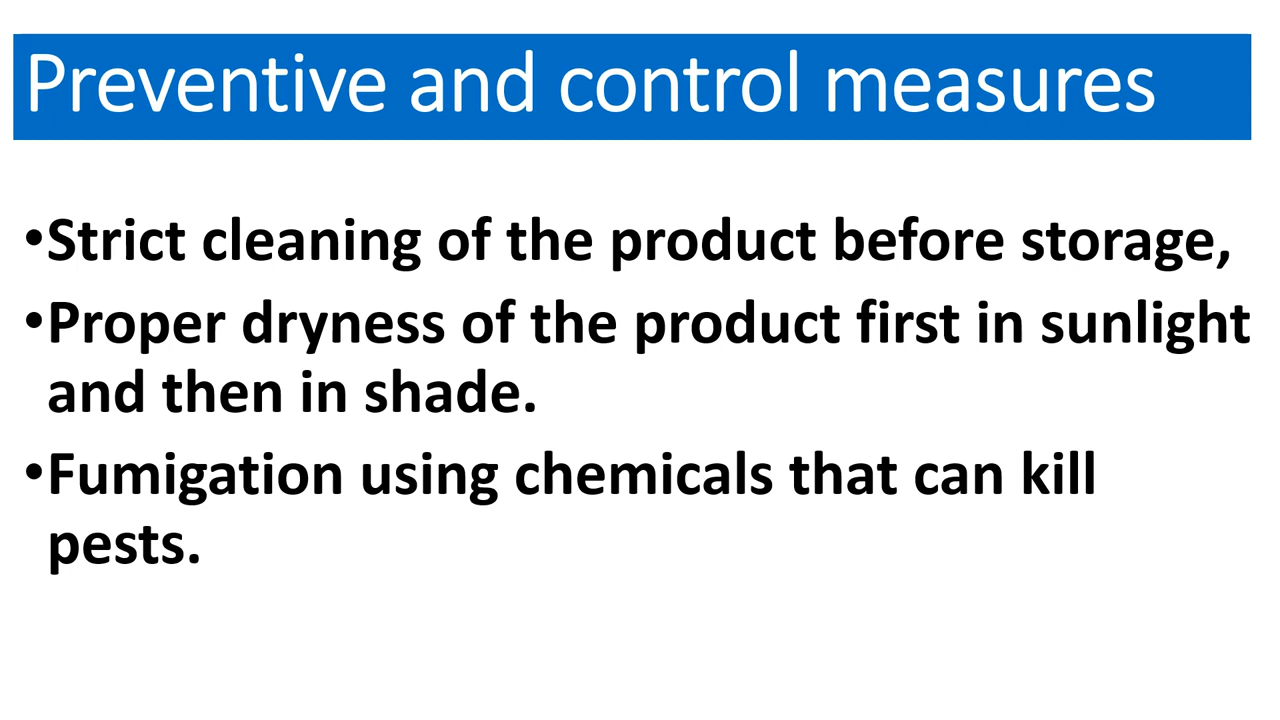 Preventive and control measures
•Strict cleaning of the product before storage,
•Proper dryness of the product first in sunlight
and then in shade.
•Fumigation using chemicals that can kill
pests.